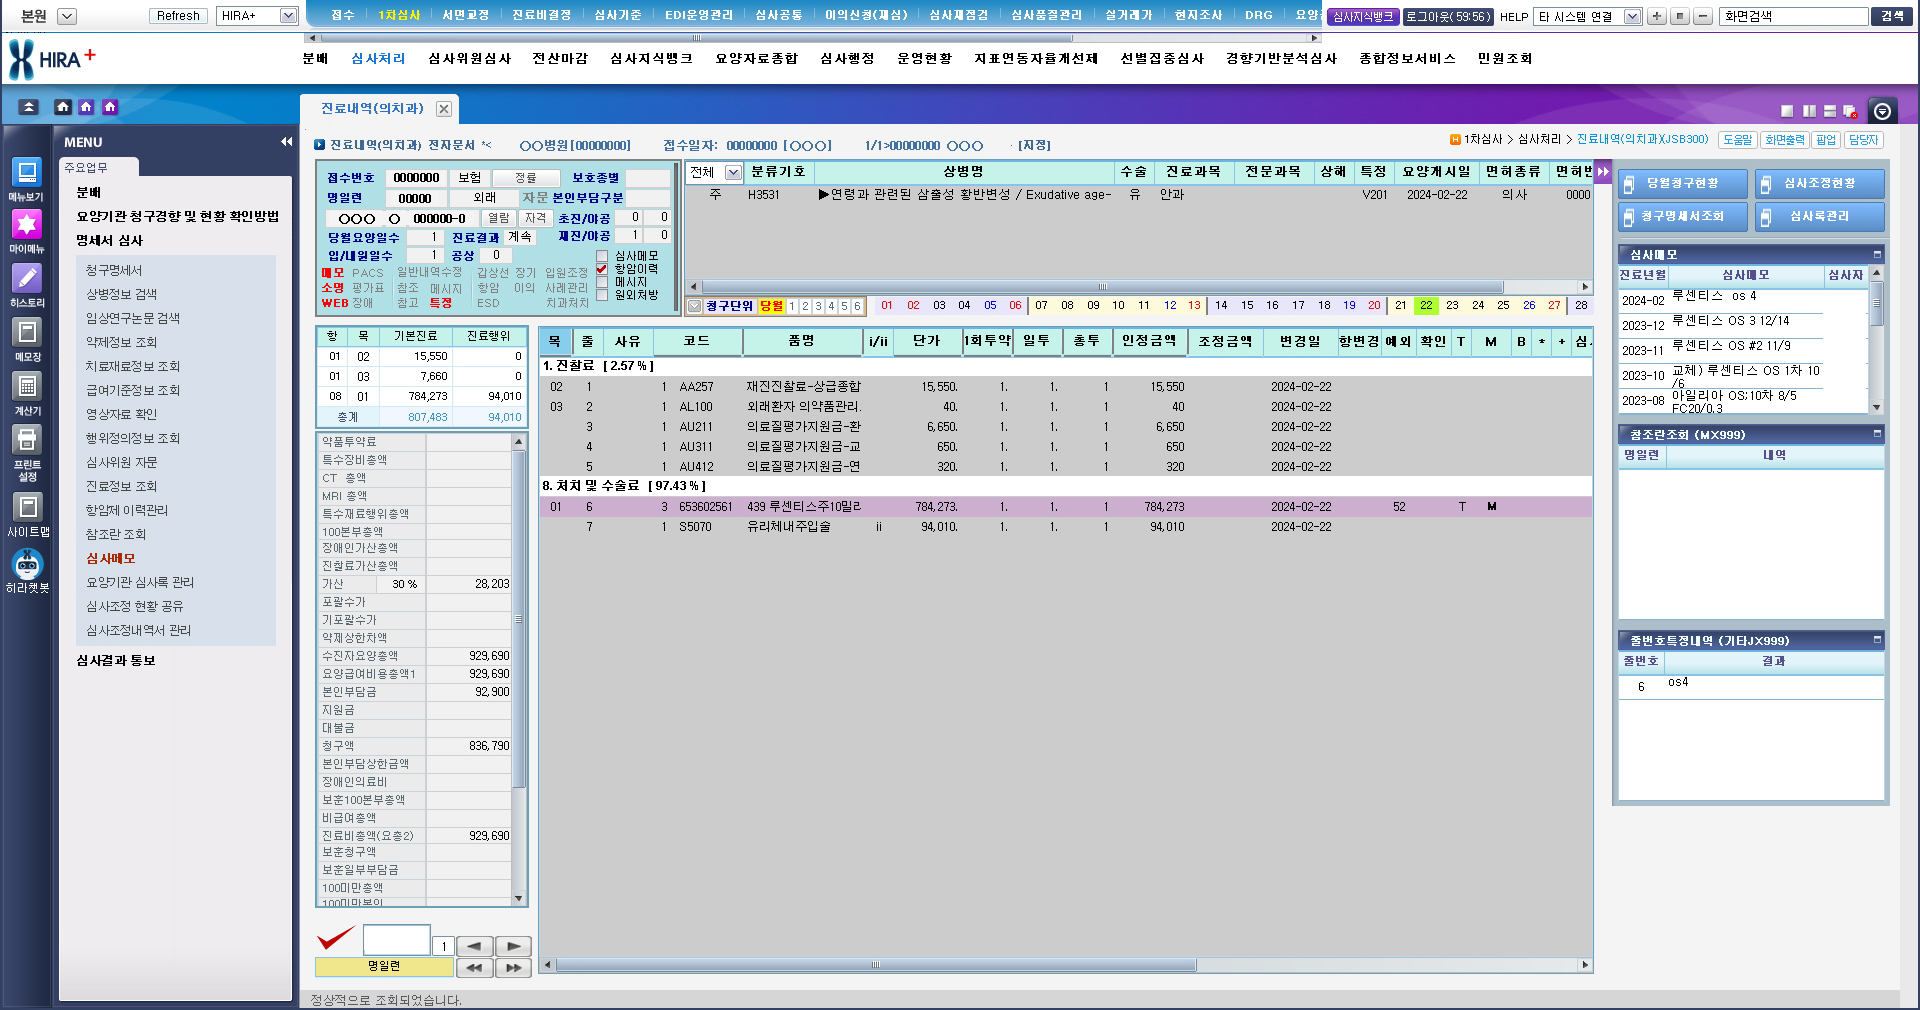 본원
Refresh
HIRA+
접수 1차심사 서면교정 진료비결정 심사기준 EDI운영관리 심사공통 이의신청(재심) 심사재점검 심사품질관리 실거래가 현지조사 DRG 요양
심사지식뱅크 로그아웃(59:56) HELP 타 시스템 연결 화면검색 검색
HIRA+
분배 심사처리 심사위원심사 전산마감 심사지식뱅크 요양자료종합 심사행정 운영현황 지표연동자율개선제 선별집중심사 경향기반분석심사 종합정보서비스 민원조회
진료내역(의치과)
메뉴보기
마이메뉴
히스토리
메모장
계산기
프린트
설정
사이트맵
히라챗봇
MENU
주요업무
분배
요양기관 청구경향 및 현황 확인방법
명세서 심사
청구명세서
상병정보 검색
임상연구논문 검색
약제정보 조회
치료재료정보 조회
급여기준정보 조회
영상자료 확인
행위정의정보 조회
심사위원 자문
진료정보 조회
항암제 이력관리
참조란 조회
심사메모
요양기관 심사록 관리
심사조정 현황 공유
심사조정내역서 관리
심사결과 통보
진료내역(의치과) 전자문서 *< ○○병원[00000000] 접수일자: 00000000 [○○○] 1/1>00000000 ○○○ - [지정]
H 1차심사 > 심사처리 > 진료내역(의치과)(JSB300) 도움말 화면출력 팝업 담당자
접수번호 0000000 보험 정률 보호종별
명일련 00000 외래 자문 본인부담구분
○○○ ○ 000000-0 열람 자격 초진/야공 0 0
당월요양일수 1 진료결과 계속 재진/야공 1 0
입/내원일수 1 공상 0
심사메모
항암이력
메시지
원외처방
메모 PACS 일반내역수정 갑상선 장기 입원조정
소명 평가표 참조 메시지 항암 이의 사례관리
WEB 장애 참고 특정 ESD 치과처치
전체 분류기호 상병명 수술 진료과목 전문과목 상해 특정 요양개시일 면허종류 면허번
주 H3531 ▶연령과 관련된 삼출성 황반변성 / Exudative age- 유 안과 V201 2024-02-22 의사 0000
청구단위 당월 1 2 3 4 5 6 01 02 03 04 05 06 07 08 09 10 11 12 13 14 15 16 17 18 19 20 21 22 23 24 25 26 27 28
항 목 기본진료 진료행위
01 02 15,550 0
01 03 7,660 0
08 01 784,273 94,010
총계 807,483 94,010
약품투약료
특수장비총액
CT 총액
MRI 총액
특수재료행위총액
100본부총액
장애인가산총액
진찰료가산총액
가산 30 % 28,203
포괄수가
기포괄수가
약제상한차액
수진자요양총액 929,690
요양급여비용총액1 929,690
본인부담금 92,900
지원금
대불금
청구액 836,790
본인부담상한금액
장애인의료비
보훈100본부총액
비급여총액
진료비총액(요총2) 929,690
보훈청구액
보훈일부부담금
100미만총액
100미만본인
1
명일련
목 줄 사유 코드 품명 i/ii 단가 1회투약 일투 총투 인정금액 조정금액 변경일 항변경 예외 확인 T M B * + 심
1. 진찰료 [ 2.57 % ]
02 1 1 AA257 재진진찰료-상급종합 15,550. 1. 1. 1 15,550 2024-02-22
03 2 1 AL100 외래환자 의약품관리. 40. 1. 1. 1 40 2024-02-22
3 1 AU211 의료질평가지원금-환 6,650. 1. 1. 1 6,650 2024-02-22
4 1 AU311 의료질평가지원금-교 650. 1. 1. 1 650 2024-02-22
5 1 AU412 의료질평가지원금-연 320. 1. 1. 1 320 2024-02-22
8. 처치 및 수술료 [ 97.43 % ]
01 6 3 653602561 439 루센티스주10밀리 784,273. 1. 1. 1 784,273 2024-02-22 52 T M
7 1 S5070 유리체내주입술 ii 94,010. 1. 1. 1 94,010 2024-02-22
당월청구현황 심사조정현황
청구명세서조회 심사록관리
심사메모
진료년월 심사메모 심사자
2024-02 루센티스 os 4
2023-12 루센티스 OS 3 12/14
2023-11 루센티스 OS #2 11/9
2023-10 교체) 루센티스 OS 1차 10/6
2023-08 아일리아 OS;10차 8/5 FC20/0.3
참조란조회 (MX999)
명일련 내역
줄번호특정내역 (기타JX999)
줄번호 결과
6 os4
정상적으로 조회되었습니다.